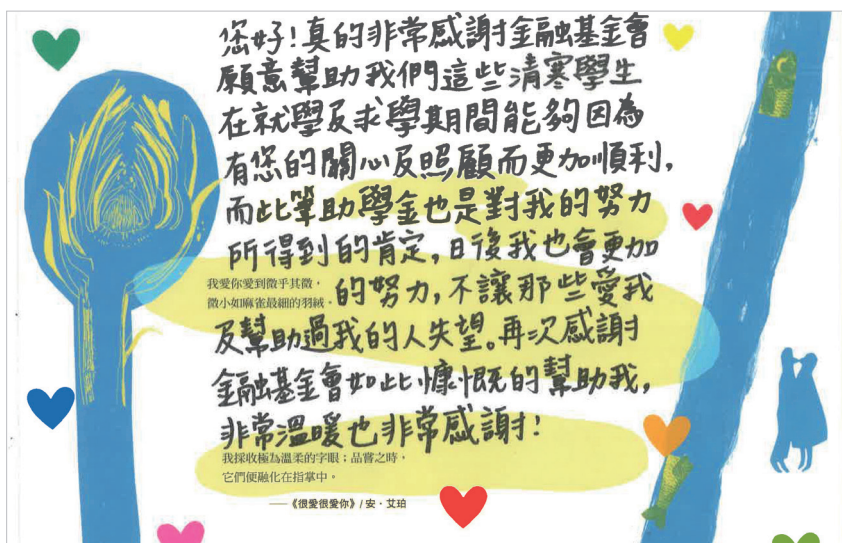 您好!真的非常感謝金融基金會
願意幫助我們這些清寒學生
在就學及求學期間能夠因為
有您的關心及照顧而更加順利,
而此筆助學金也是對我的努力
所得到的肯定,日後我也會更加
我愛你愛到微乎其微,
微小如麻雀最細的羽絨。
的努力,不讓那些愛我
及幫助過我的人失望。再次感謝
金融基金會如此慷慨的幫助我,
非常溫暖也非常感謝!
我採收極為溫柔的字眼;品嘗之時,
它們便融化在指掌中。
——《很愛很愛你》/ 安・艾珀